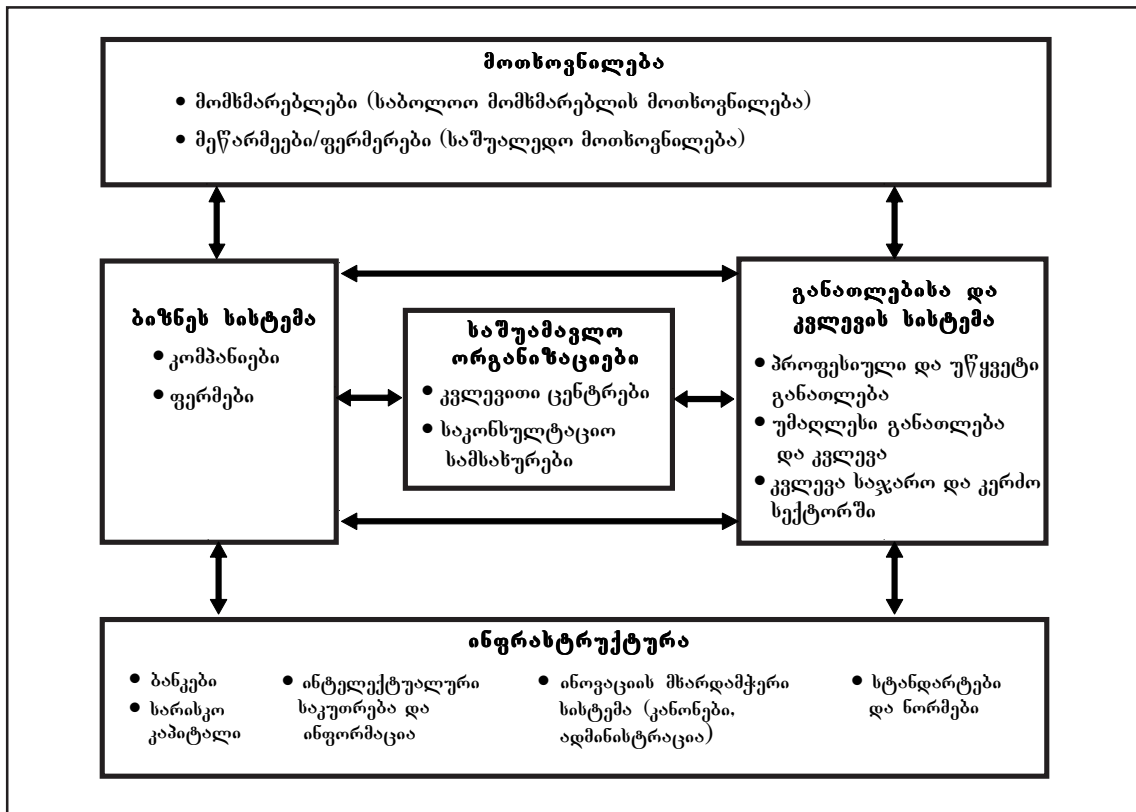 მოთხოვნილება
• მომხმარებლები (საბოლოო მომხმარებლის მოთხოვნილება)
• მეწარმეები/ფერმერები (საშუალედო მოთხოვნილება)
ბიზნეს სისტემა
• კომპანიები
• ფერმები
საშუამავლო
ორგანიზაციები
• კვლევითი ცენტრები
• საკონსულტაციო
სამსახურები
განათლებისა და
კვლევის სისტემა
• პროფესიული და უწყვეტი
განათლება
• უმაღლესი განათლება
და კვლევა
• კვლევა საჯარო და კერძო
სექტორში
ინფრასტრუქტურა
• ბანკები
• სარისკო
კაპიტალი
• ინტელექტუალური
საკუთრება და
ინფორმაცია
• ინოვაციის მხარდამჭერი
სისტემა (კანონები,
ადმინისტრაცია)
• სტანდარტები
და ნორმები